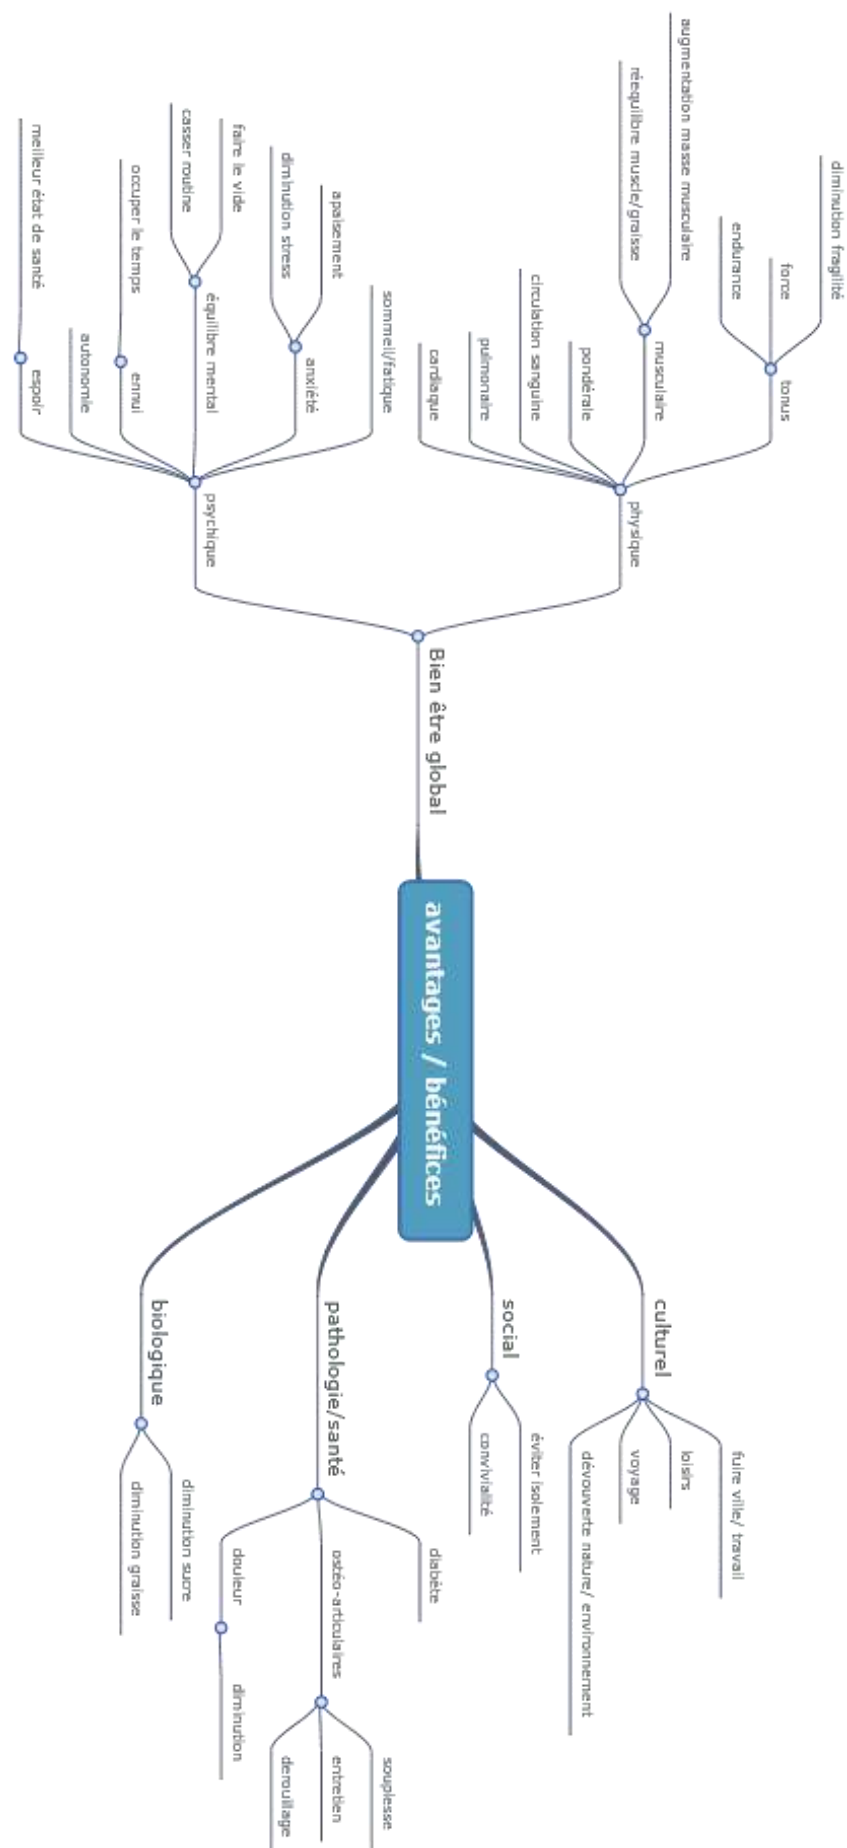 avantages / bénéfices
culturel
fuire ville/ travail
loisirs
voyage
dévouverte nature/ environnement
social
éviter isolement
convivialité
pathologie/santé
diabète
ostéo-articulaires
souplesse
entretien
derouillage
douleur
diminution
biologique
diminution sucre
diminution graisse
Bien être global
physique
tonus
diminution fragilité
force
endurance
musculaire
augmentation masse musculaire
réequilibre muscle/graisse
pondérale
circulation sanguine
pulmonaire
cardiaque
psychique
sommeil/fatigue
anxiété
apaisement
diminution stress
équilibre mental
faire le vide
casser routine
ennui
occuper le temps
autonomie
espoir
meilleur état de santé